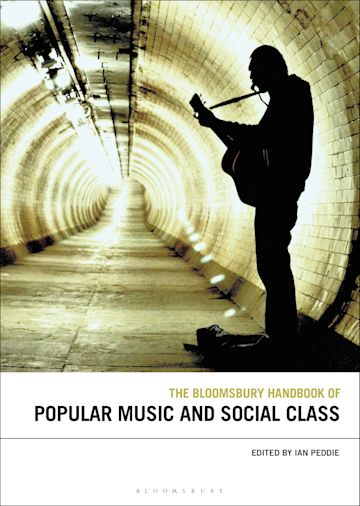 THE BLOOMSBURY HANDBOOK OF
POPULAR MUSIC AND SOCIAL CLASS
EDITED BY IAN PEDDIE
BLOOMSBURY